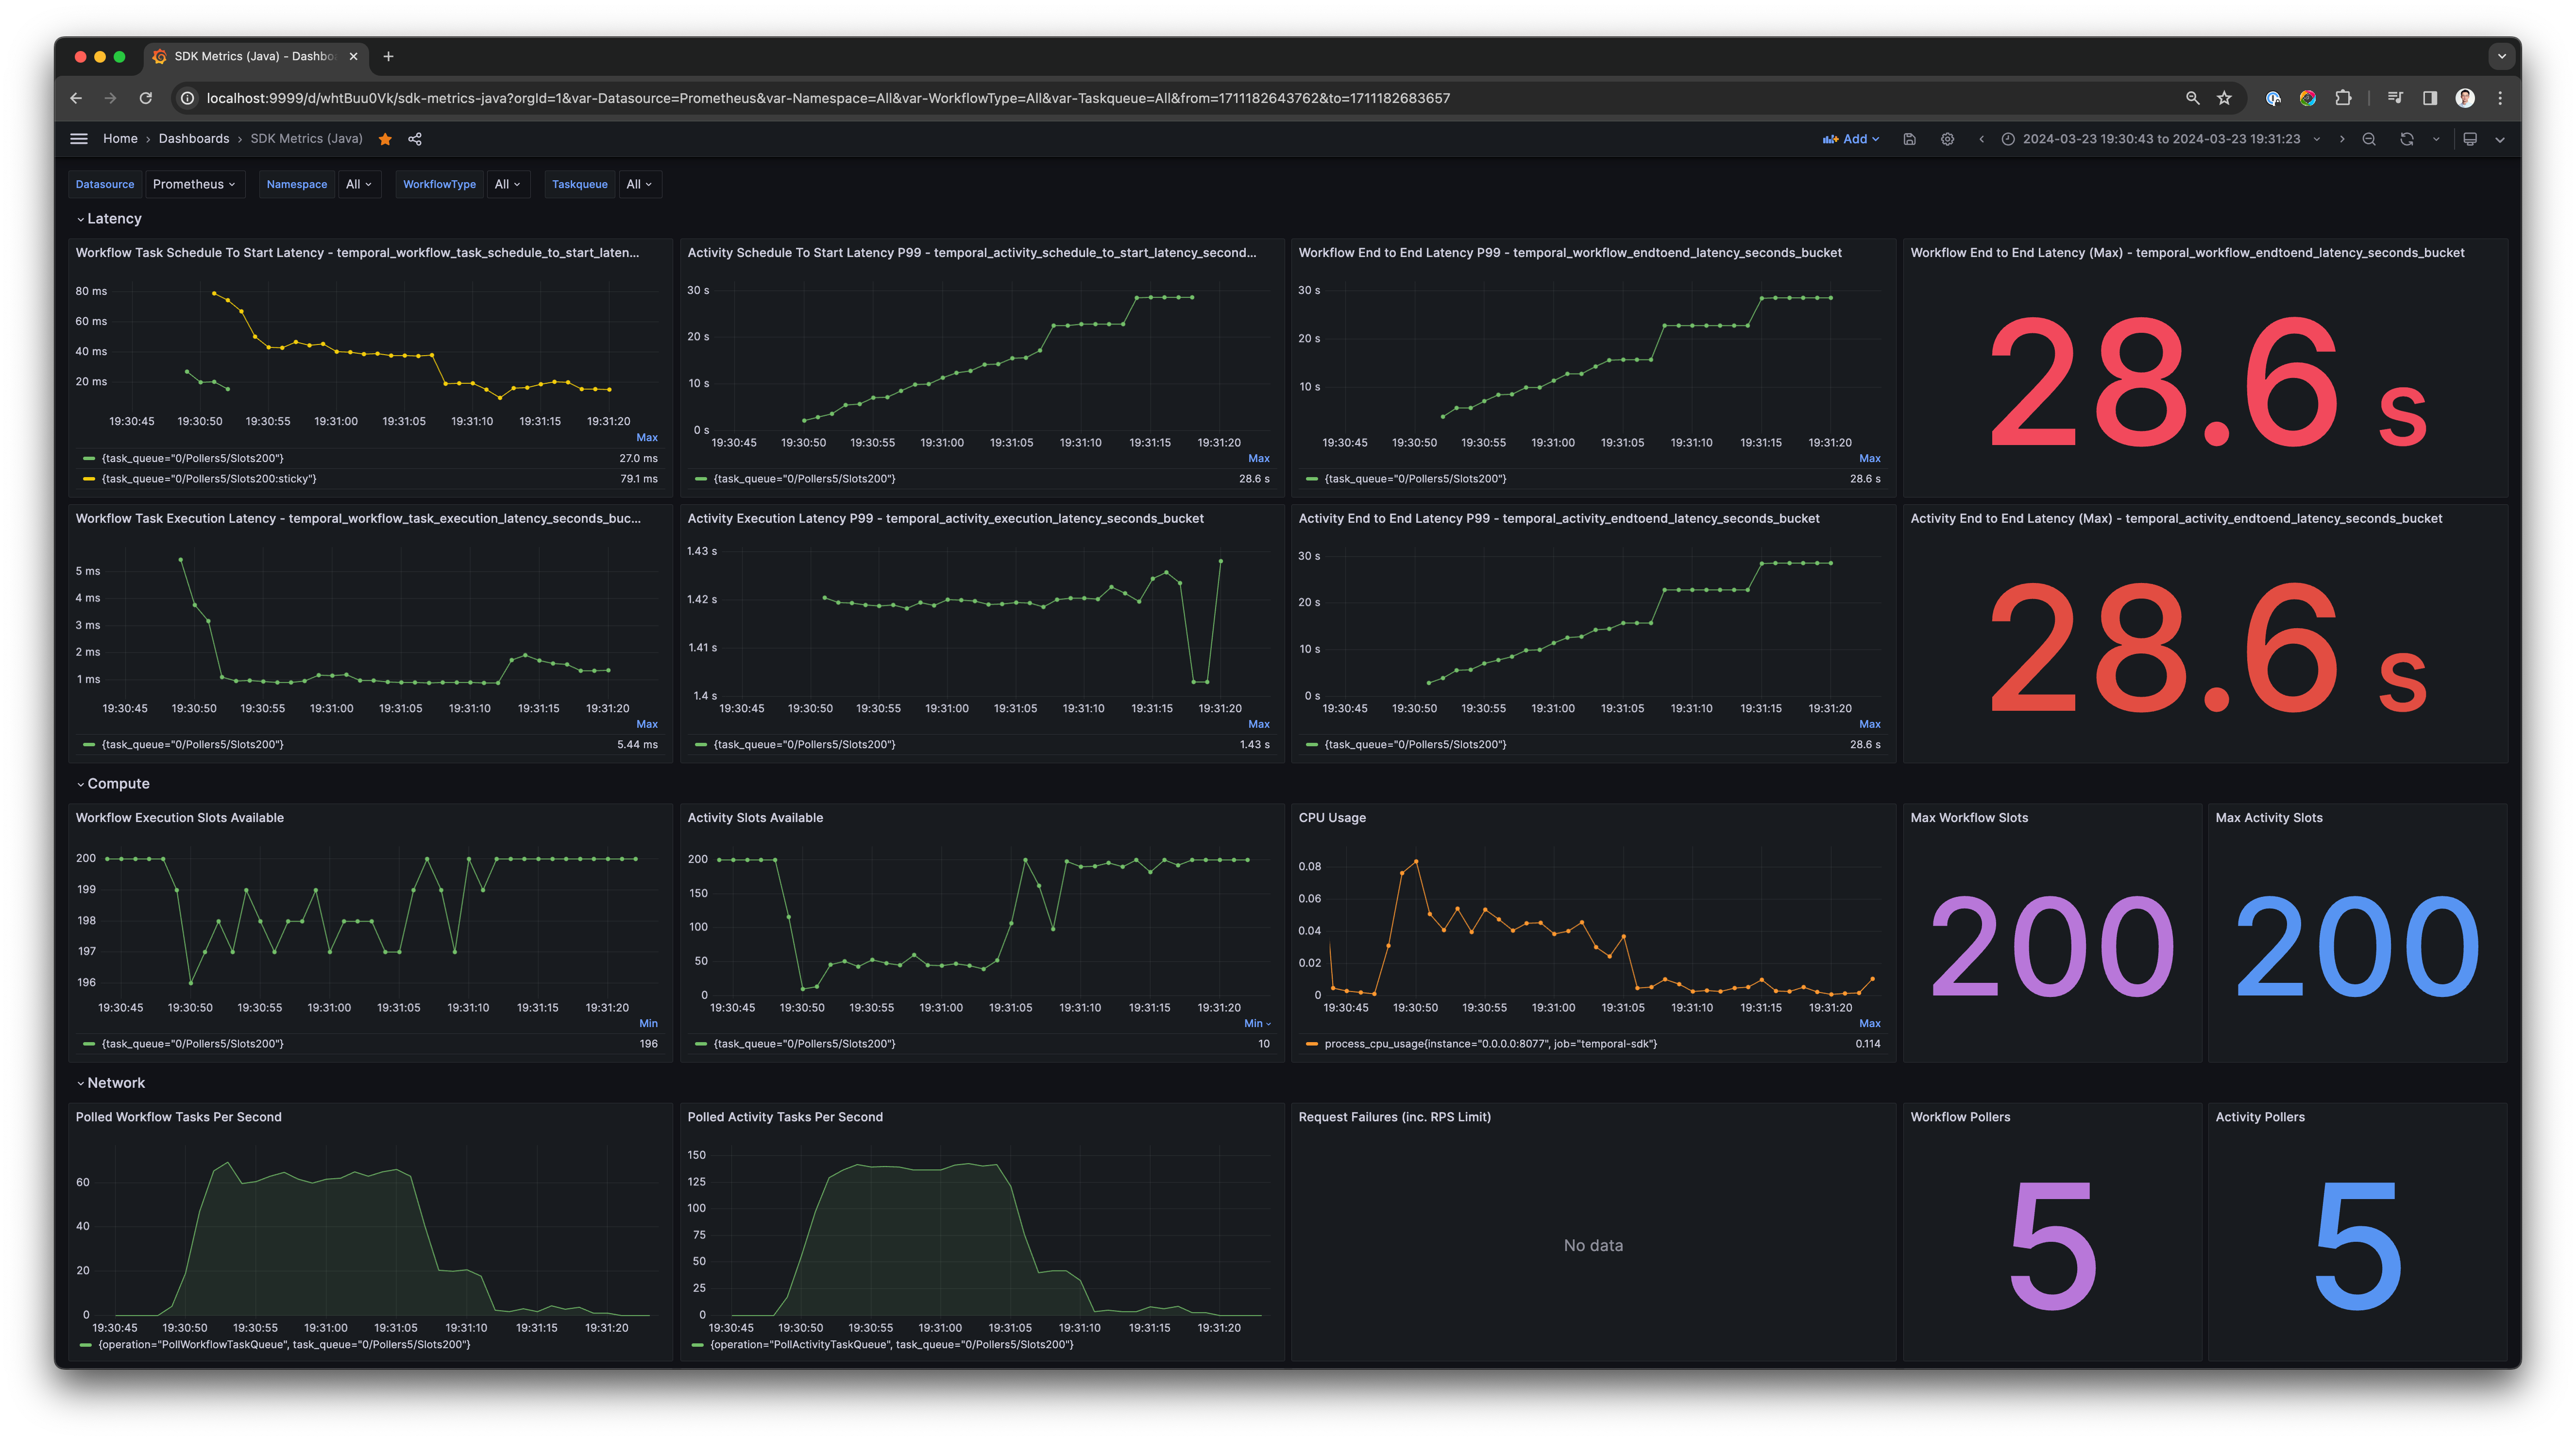 SDK Metrics (Java) - Dashbo
localhost:9999/d/whtBuu0Vk/sdk-metrics-java?orgId=1&var-Datasource=Prometheus&var-Namespace=All&var-WorkflowType=All&var-Taskqueue=All&from=1711182643762&to=1711182683657
Home › Dashboards › SDK Metrics (Java) Add 2024-03-23 19:30:43 to 2024-03-23 19:31:23
Datasource Prometheus Namespace All WorkflowType All Taskqueue All
Latency
Workflow Task Schedule To Start Latency - temporal_workflow_task_schedule_to_start_laten...
80 ms
60 ms
40 ms
20 ms
19:30:45 19:30:50 19:30:55 19:31:00 19:31:05 19:31:10 19:31:15 19:31:20
Max
{task_queue="0/Pollers5/Slots200"} 27.0 ms
{task_queue="0/Pollers5/Slots200:sticky"} 79.1 ms
Activity Schedule To Start Latency P99 - temporal_activity_schedule_to_start_latency_second...
30 s
20 s
10 s
0 s
19:30:45 19:30:50 19:30:55 19:31:00 19:31:05 19:31:10 19:31:15 19:31:20
Max
{task_queue="0/Pollers5/Slots200"} 28.6 s
Workflow End to End Latency P99 - temporal_workflow_endtoend_latency_seconds_bucket
30 s
20 s
10 s
19:30:45 19:30:50 19:30:55 19:31:00 19:31:05 19:31:10 19:31:15 19:31:20
Max
{task_queue="0/Pollers5/Slots200"} 28.6 s
Workflow End to End Latency (Max) - temporal_workflow_endtoend_latency_seconds_bucket
28.6 s
Workflow Task Execution Latency - temporal_workflow_task_execution_latency_seconds_buc...
5 ms
4 ms
3 ms
2 ms
1 ms
19:30:45 19:30:50 19:30:55 19:31:00 19:31:05 19:31:10 19:31:15 19:31:20
Max
{task_queue="0/Pollers5/Slots200"} 5.44 ms
Activity Execution Latency P99 - temporal_activity_execution_latency_seconds_bucket
1.43 s
1.42 s
1.41 s
1.4 s
19:30:45 19:30:50 19:30:55 19:31:00 19:31:05 19:31:10 19:31:15 19:31:20
Max
{task_queue="0/Pollers5/Slots200"} 1.43 s
Activity End to End Latency P99 - temporal_activity_endtoend_latency_seconds_bucket
30 s
20 s
10 s
0 s
19:30:45 19:30:50 19:30:55 19:31:00 19:31:05 19:31:10 19:31:15 19:31:20
Max
{task_queue="0/Pollers5/Slots200"} 28.6 s
Activity End to End Latency (Max) - temporal_activity_endtoend_latency_seconds_bucket
28.6 s
Compute
Workflow Execution Slots Available
200
199
198
197
196
19:30:45 19:30:50 19:30:55 19:31:00 19:31:05 19:31:10 19:31:15 19:31:20
Min
{task_queue="0/Pollers5/Slots200"} 196
Activity Slots Available
200
150
100
50
0
19:30:45 19:30:50 19:30:55 19:31:00 19:31:05 19:31:10 19:31:15 19:31:20
Min
{task_queue="0/Pollers5/Slots200"} 10
CPU Usage
0.08
0.06
0.04
0.02
0
19:30:45 19:30:50 19:30:55 19:31:00 19:31:05 19:31:10 19:31:15 19:31:20
Max
process_cpu_usage{instance="0.0.0.0:8077", job="temporal-sdk"} 0.114
Max Workflow Slots
200
Max Activity Slots
200
Network
Polled Workflow Tasks Per Second
60
40
20
0
19:30:45 19:30:50 19:30:55 19:31:00 19:31:05 19:31:10 19:31:15 19:31:20
{operation="PollWorkflowTaskQueue", task_queue="0/Pollers5/Slots200"}
Polled Activity Tasks Per Second
150
125
100
75
50
25
0
19:30:45 19:30:50 19:30:55 19:31:00 19:31:05 19:31:10 19:31:15 19:31:20
{operation="PollActivityTaskQueue", task_queue="0/Pollers5/Slots200"}
Request Failures (inc. RPS Limit)
No data
Workflow Pollers
5
Activity Pollers
5